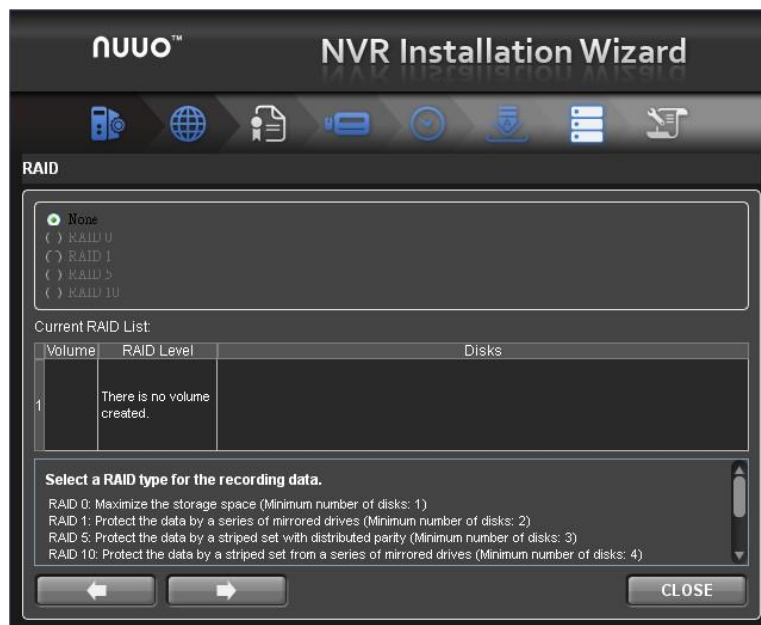 nuuo™
NVR Installation Wizard
RAID
None
RAID 0
RAID 1
RAID 5
RAID 10
Current RAID List:
Volume RAID Level Disks
1 There is no volume created.
Select a RAID type for the recording data.
RAID 0: Maximize the storage space (Minimum number of disks: 1)
RAID 1: Protect the data by a series of mirrored drives (Minimum number of disks: 2)
RAID 5: Protect the data by a striped set with distributed parity (Minimum number of disks: 3)
RAID 10: Protect the data by a striped set from a series of mirrored drives (Minimum number of disks: 4)
CLOSE